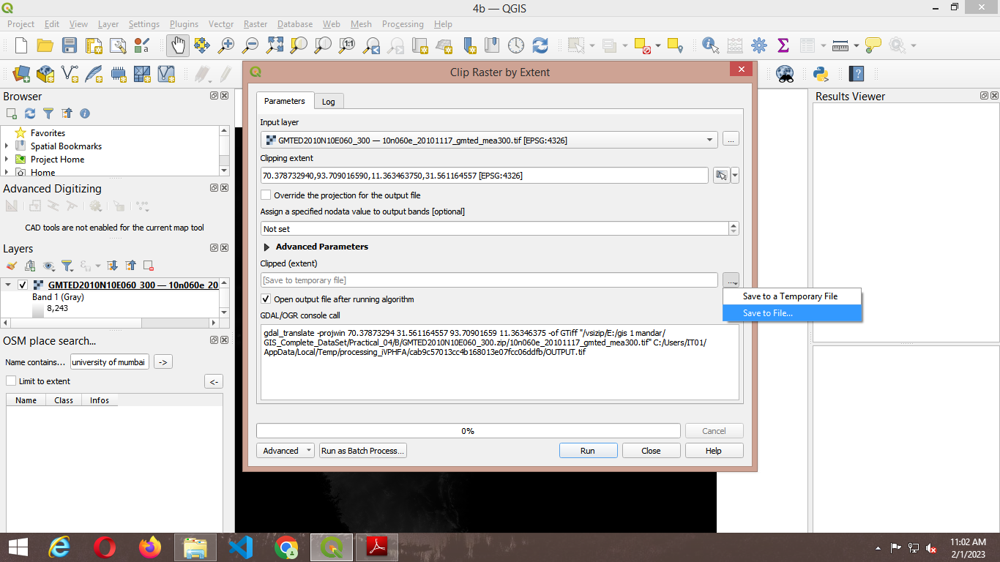 4b — QGIS
Project Edit View Layer Settings Plugins Vector Raster Database Web Mesh Processing Help
Clip Raster by Extent
Browser
Favorites
Spatial Bookmarks
Project Home
Home
Advanced Digitizing
CAD tools are not enabled for the current map tool
Layers
GMTED2010N10E060_300 — 10n060e_20
Band 1 (Gray)
8,243
OSM place search...
Name contains... university of mumbai ->
Limit to extent <-
Name Class Infos
Parameters Log
Input layer
GMTED2010N10E060_300 — 10n060e_20101117_gmted_mea300.tif [EPSG:4326] ...
Clipping extent
70.378732940,93.709016590,11.363463750,31.561164557 [EPSG:4326]
Override the projection for the output file
Assign a specified nodata value to output bands [optional]
Not set
Advanced Parameters
Clipped (extent)
[Save to temporary file] ...
Save to a Temporary File
Save to File...
Open output file after running algorithm
GDAL/OGR console call
gdal_translate -projwin 70.37873294 31.561164557 93.70901659 11.36346375 -of GTiff "/vsizip/E:/gis 1 mandar/
GIS_Complete_DataSet/Practical_04/B/GMTED2010N10E060_300.zip/10n060e_20101117_gmted_mea300.tif" C:/Users/IT01/
AppData/Local/Temp/processing_iVPHFA/cab9c57013cc4b168013e07fcc06ddfb/OUTPUT.tif
0% Cancel
Advanced Run as Batch Process... Run Close Help
Results Viewer
11:02 AM
2/1/2023